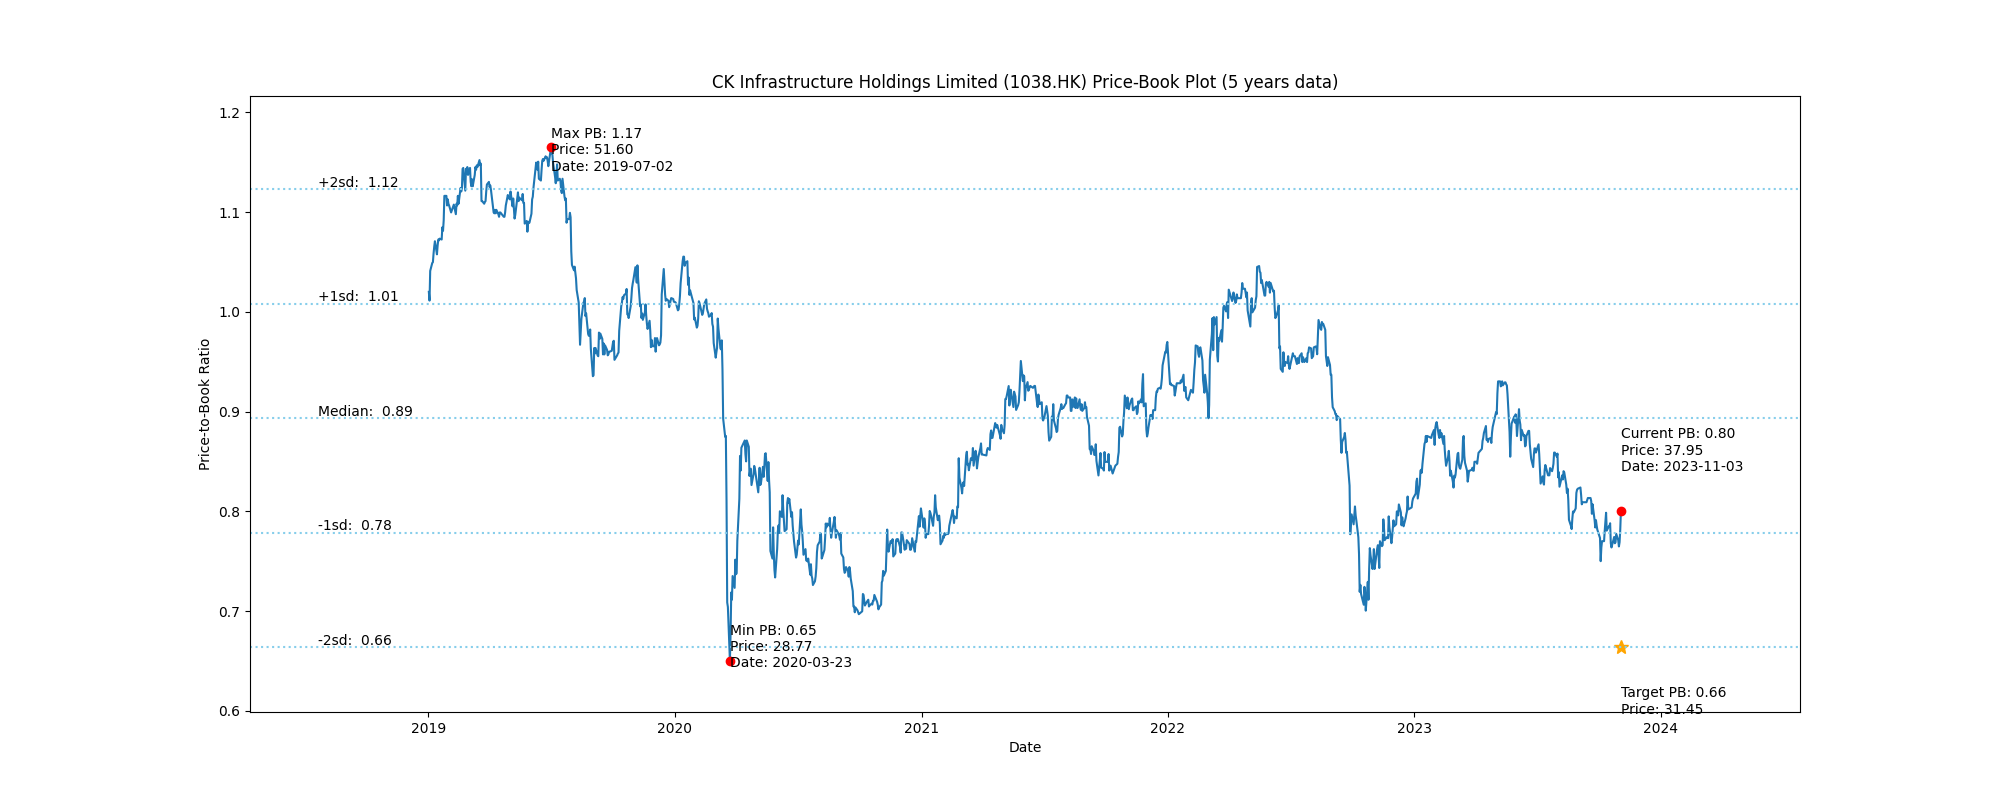 CK Infrastructure Holdings Limited (1038.HK) Price-Book Plot (5 years data)
1.2
Max PB: 1.17
Price: 51.60
Date: 2019-07-02
+2sd:  1.12
1.1
+1sd:  1.01
1.0
Price-to-Book Ratio
Median:  0.89
0.9
Current PB: 0.80
Price: 37.95
Date: 2023-11-03
0.8
-1sd:  0.78
0.7
Min PB: 0.65
Price: 28.77
Date: 2020-03-23
-2sd:  0.66
Target PB: 0.66
Price: 31.45
0.6
2019 2020 2021 2022 2023 2024
Date